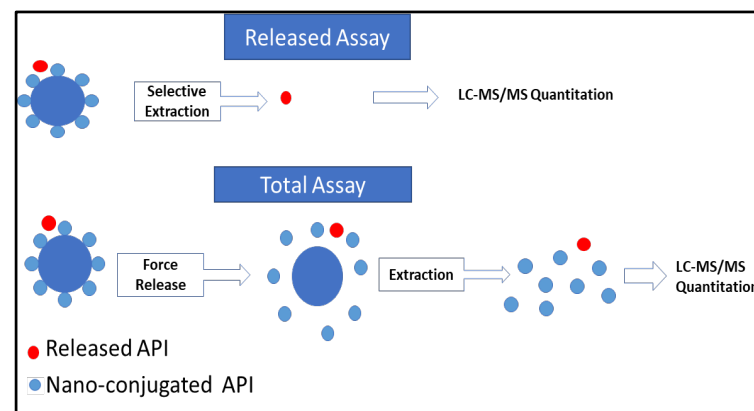 Released Assay
Selective
Extraction
LC-MS/MS Quantitation
Total Assay
Force
Release
Extraction
LC-MS/MS
Quantitation
Released API
Nano-conjugated API